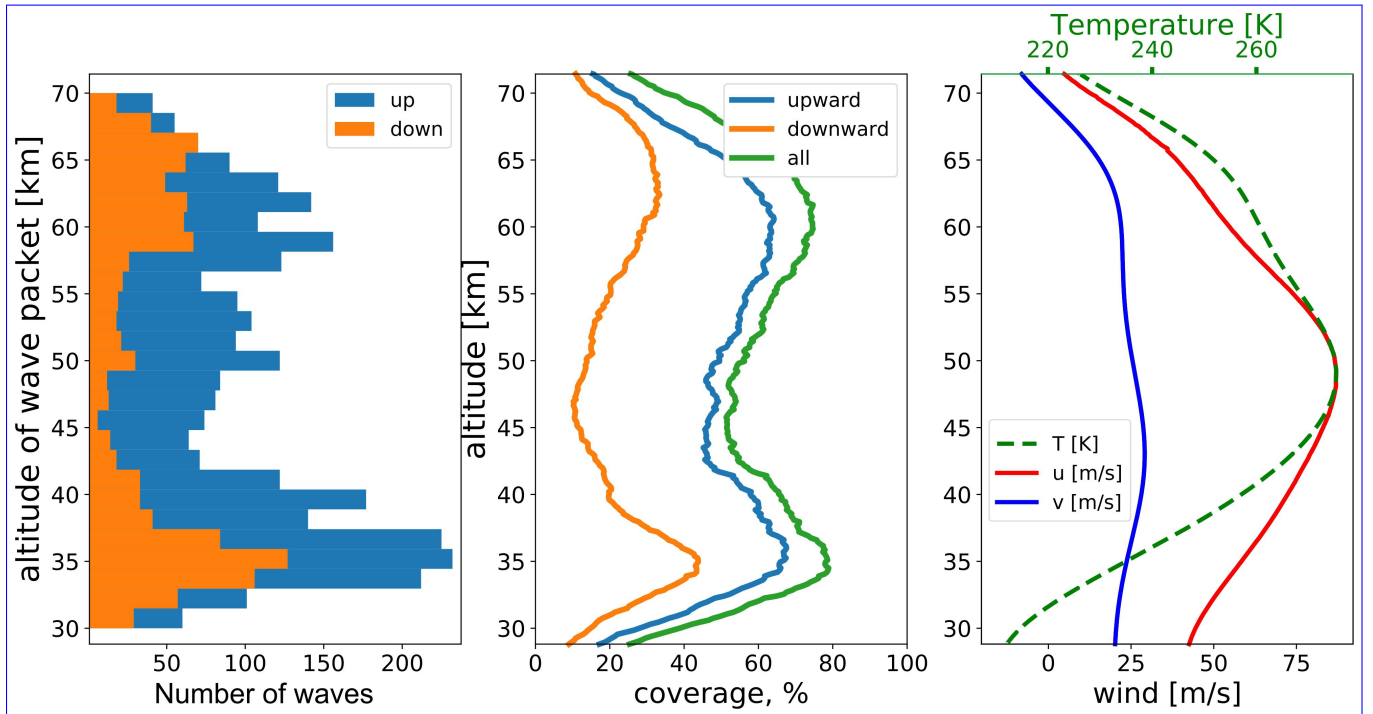 altitude of wave packet [km]
70
65
60
55
50
45
40
35
30
50 100 150 200
Number of waves
up
down
altitude [km]
70
65
60
55
50
45
40
35
30
0 20 40 60 80 100
coverage, %
upward
downward
all
Temperature [K]
220 240 260
70
65
60
55
50
45
40
35
30
T [K]
u [m/s]
v [m/s]
0 25 50 75
wind [m/s]